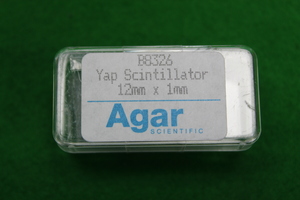 B8326
Yap Scintillator
12mm x 1mm
Agar
SCIENTIFIC